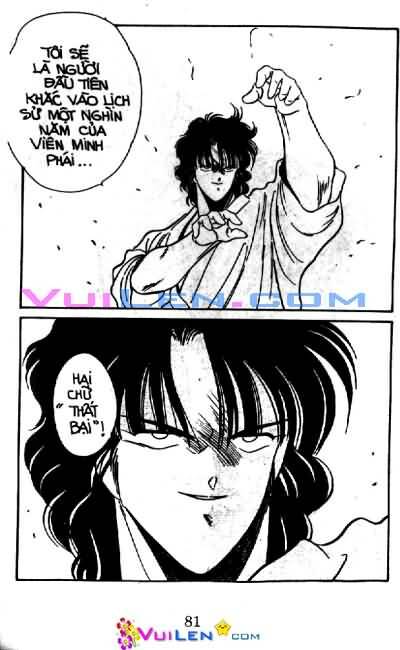 TÔI SẼ
LÀ NGƯỜI
ĐẦU TIÊN
KHẮC VÀO LỊCH
SỬ MỘT NGHÌN
NĂM CỦA
VIÊN MINH
PHÁI...
VUILEN.COM
HAI
CHỮ
"THẤT
BẠI"!
81
VUILEN.COM